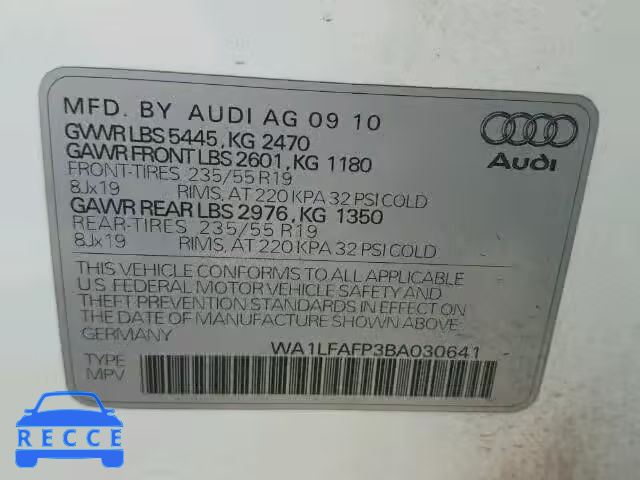 MFD. BY AUDI AG 09 10
GVWR LBS 5445, KG 2470
GAWR FRONT LBS 2601, KG 1180
FRONT-TIRES 235/55 R19
8Jx19 RIMS, AT 220 KPA 32 PSI COLD
GAWR REAR LBS 2976, KG 1350
REAR-TIRES 235/55 R19
8Jx19 RIMS, AT 220 KPA 32 PSI COLD
Audi
THIS VEHICLE CONFORMS TO ALL APPLICABLE
U.S. FEDERAL MOTOR VEHICLE SAFETY AND
THEFT PREVENTION STANDARDS IN EFFECT ON
THE DATE OF MANUFACTURE SHOWN ABOVE.
GERMANY
WA1LFAFP3BA030641
TYPE
MPV
RECCE